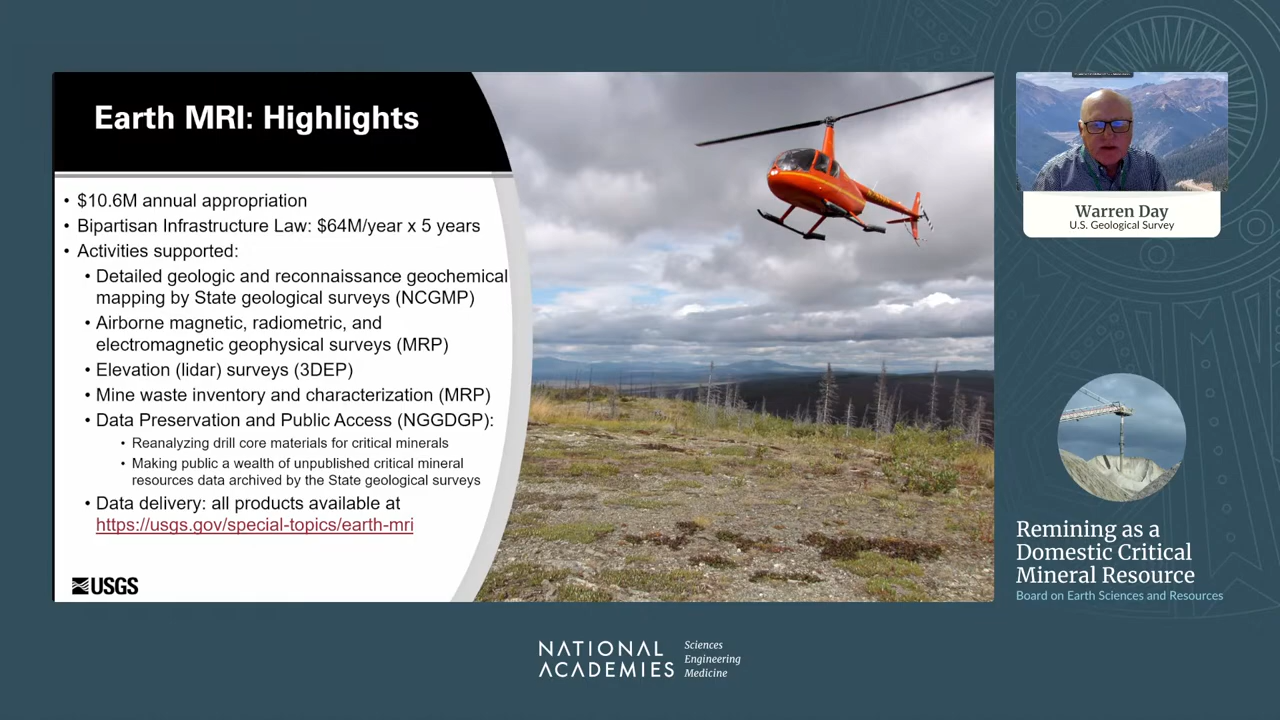 Earth MRI: Highlights
• $10.6M annual appropriation
• Bipartisan Infrastructure Law: $64M/year x 5 years
• Activities supported:
• Detailed geologic and reconnaissance geochemical
mapping by State geological surveys (NCGMP)
• Airborne magnetic, radiometric, and
electromagnetic geophysical surveys (MRP)
• Elevation (lidar) surveys (3DEP)
• Mine waste inventory and characterization (MRP)
• Data Preservation and Public Access (NGGDGP):
• Reanalyzing drill core materials for critical minerals
• Making public a wealth of unpublished critical mineral
resources data archived by the State geological surveys
• Data delivery: all products available at
https://usgs.gov/special-topics/earth-mri
USGS
Warren Day
U.S. Geological Survey
Remining as a
Domestic Critical
Mineral Resource
Board on Earth Sciences and Resources
NATIONAL
ACADEMIES
Sciences
Engineering
Medicine